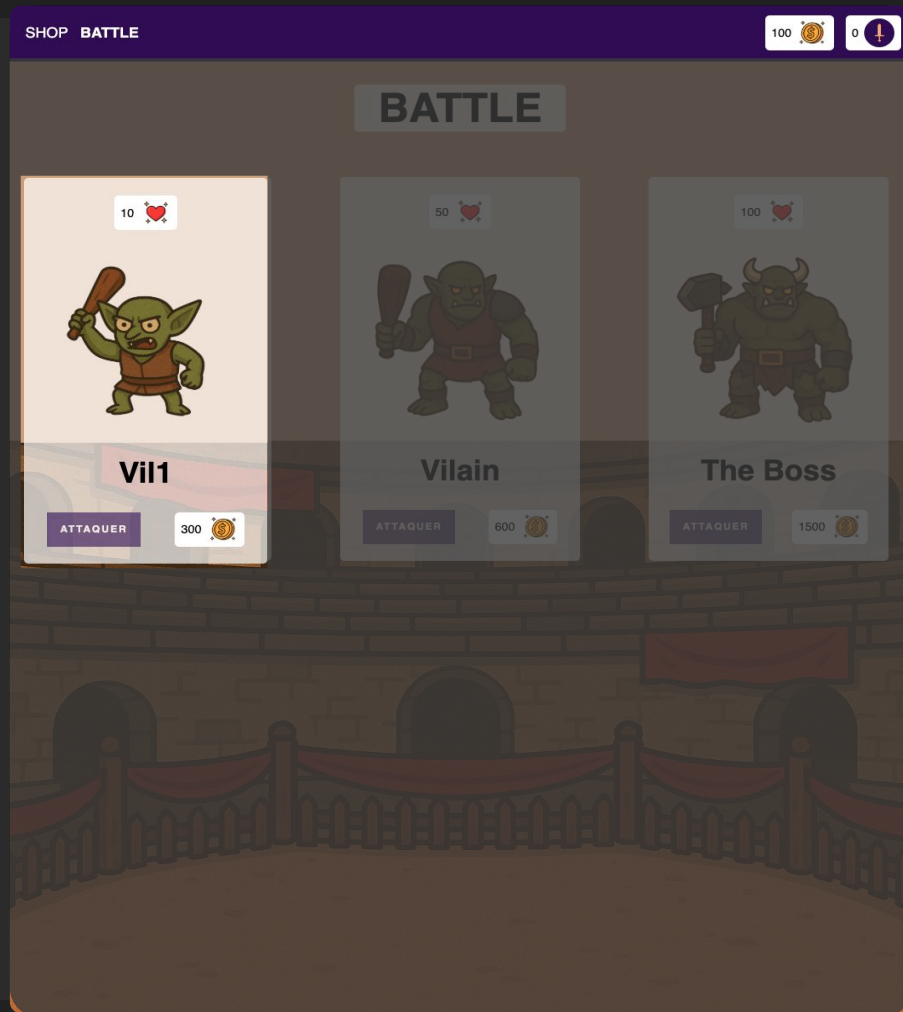 SHOP BATTLE 100 0
BATTLE
10 50 100
Vil1 Vilain The Boss
ATTAQUER 300 ATTAQUER 600 ATTAQUER 1500